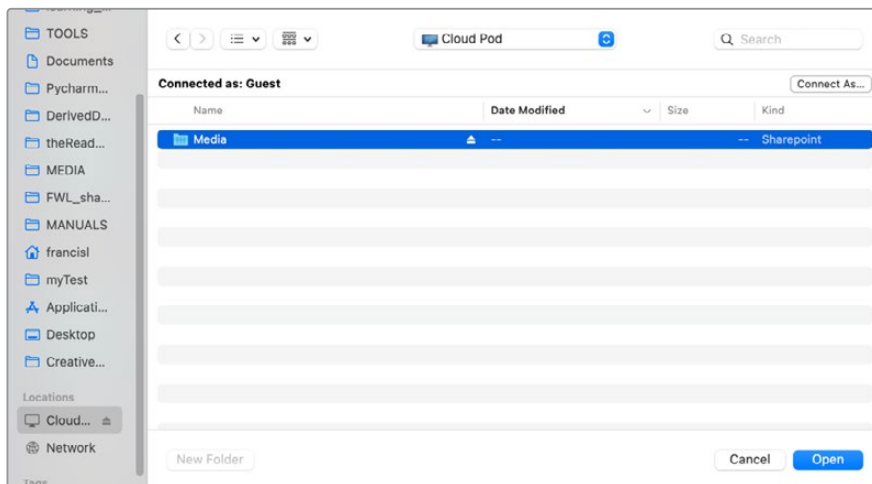 TOOLS
Documents
Pycharm...
DerivedD...
theRead...
MEDIA
FWL_sha...
MANUALS
francisl
myTest
Applicati...
Desktop
Creative...
Locations
Cloud...
Network
Tags
Cloud Pod
Search
Connected as: Guest
Connect As...
Name Date Modified Size Kind
Media -- -- Sharepoint
New Folder Cancel Open